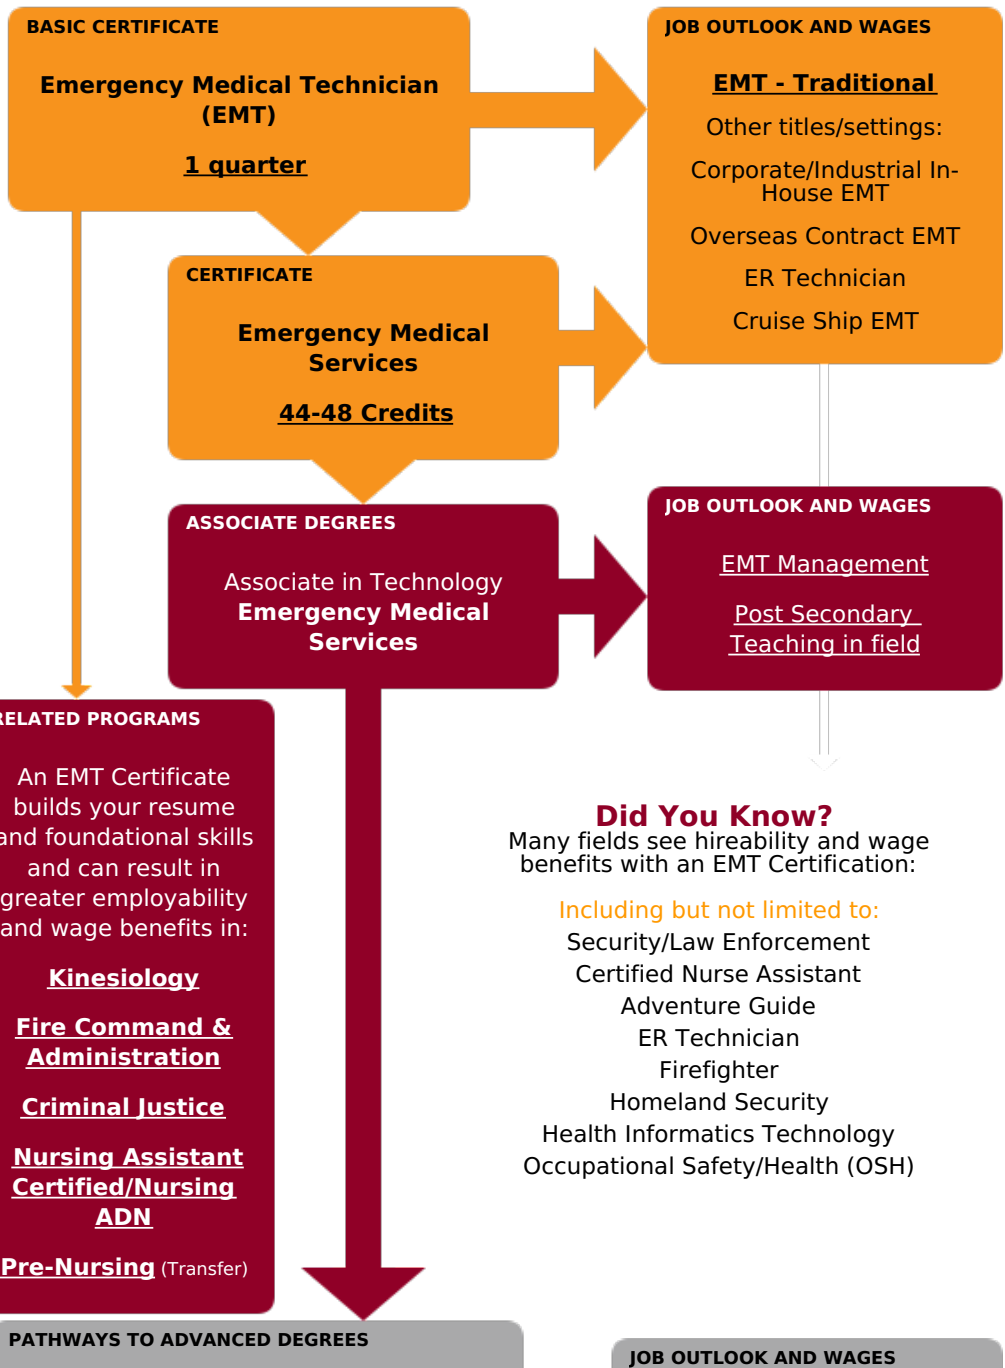 BASIC CERTIFICATE
Emergency Medical Technician
(EMT)
1 quarter
JOB OUTLOOK AND WAGES
EMT - Traditional
Other titles/settings:
Corporate/Industrial In-
House EMT
Overseas Contract EMT
ER Technician
Cruise Ship EMT
CERTIFICATE
Emergency Medical
Services
44-48 Credits
ASSOCIATE DEGREES
Associate in Technology
Emergency Medical
Services
JOB OUTLOOK AND WAGES
EMT Management
Post Secondary
Teaching in field
RELATED PROGRAMS
An EMT Certificate
builds your resume
and foundational skills
and can result in
greater employability
and wage benefits in:
Kinesiology
Fire Command &
Administration
Criminal Justice
Nursing Assistant
Certified/Nursing
ADN
Pre-Nursing (Transfer)
Did You Know?
Many fields see hireability and wage
benefits with an EMT Certification:
Including but not limited to:
Security/Law Enforcement
Certified Nurse Assistant
Adventure Guide
ER Technician
Firefighter
Homeland Security
Health Informatics Technology
Occupational Safety/Health (OSH)
PATHWAYS TO ADVANCED DEGREES
JOB OUTLOOK AND WAGES